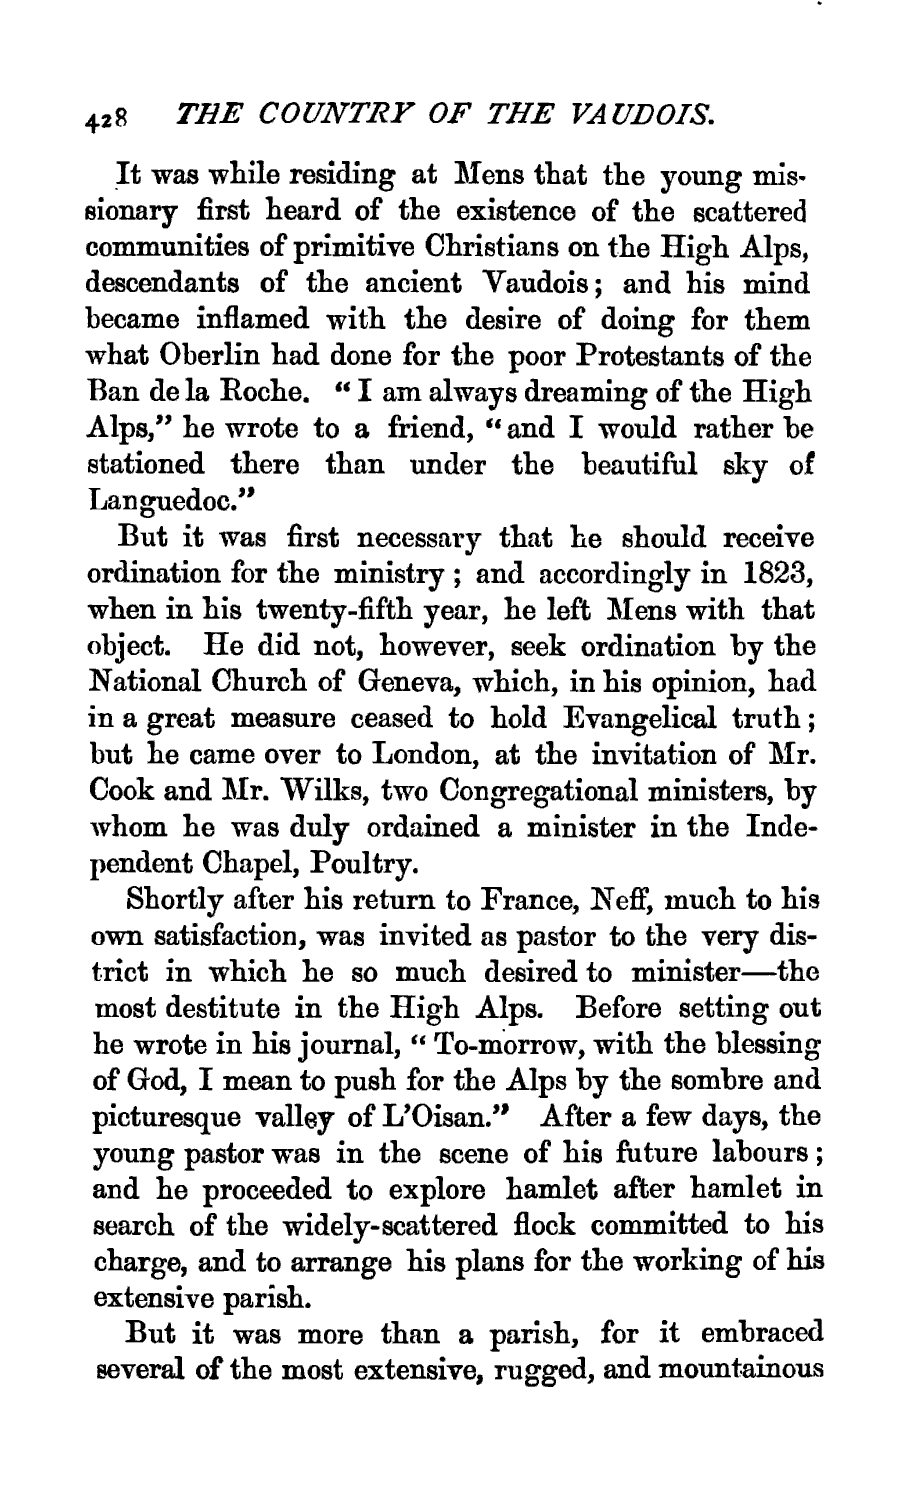 428 THE COUNTRY OF THE VAUDOIS.
It was while residing at Mens that the young mis-
sionary first heard of the existence of the scattered
communities of primitive Christians on the High Alps,
descendants of the ancient Vaudois; and his mind
became inflamed with the desire of doing for them
what Oberlin had done for the poor Protestants of the
Ban de la Roche. “I am always dreaming of the High
Alps,” he wrote to a friend, “and I would rather be
stationed there than under the beautiful sky of
Languedoc.”
But it was first necessary that he should receive
ordination for the ministry; and accordingly in 1823,
when in his twenty-fifth year, he left Mens with that
object. He did not, however, seek ordination by the
National Church of Geneva, which, in his opinion, had
in a great measure ceased to hold Evangelical truth;
but he came over to London, at the invitation of Mr.
Cook and Mr. Wilks, two Congregational ministers, by
whom he was duly ordained a minister in the Inde-
pendent Chapel, Poultry.
Shortly after his return to France, Neff, much to his
own satisfaction, was invited as pastor to the very dis-
trict in which he so much desired to minister—the
most destitute in the High Alps. Before setting out
he wrote in his journal, “To-morrow, with the blessing
of God, I mean to push for the Alps by the sombre and
picturesque valley of L’Oisan.” After a few days, the
young pastor was in the scene of his future labours;
and he proceeded to explore hamlet after hamlet in
search of the widely-scattered flock committed to his
charge, and to arrange his plans for the working of his
extensive parish.
But it was more than a parish, for it embraced
several of the most extensive, rugged, and mountainous